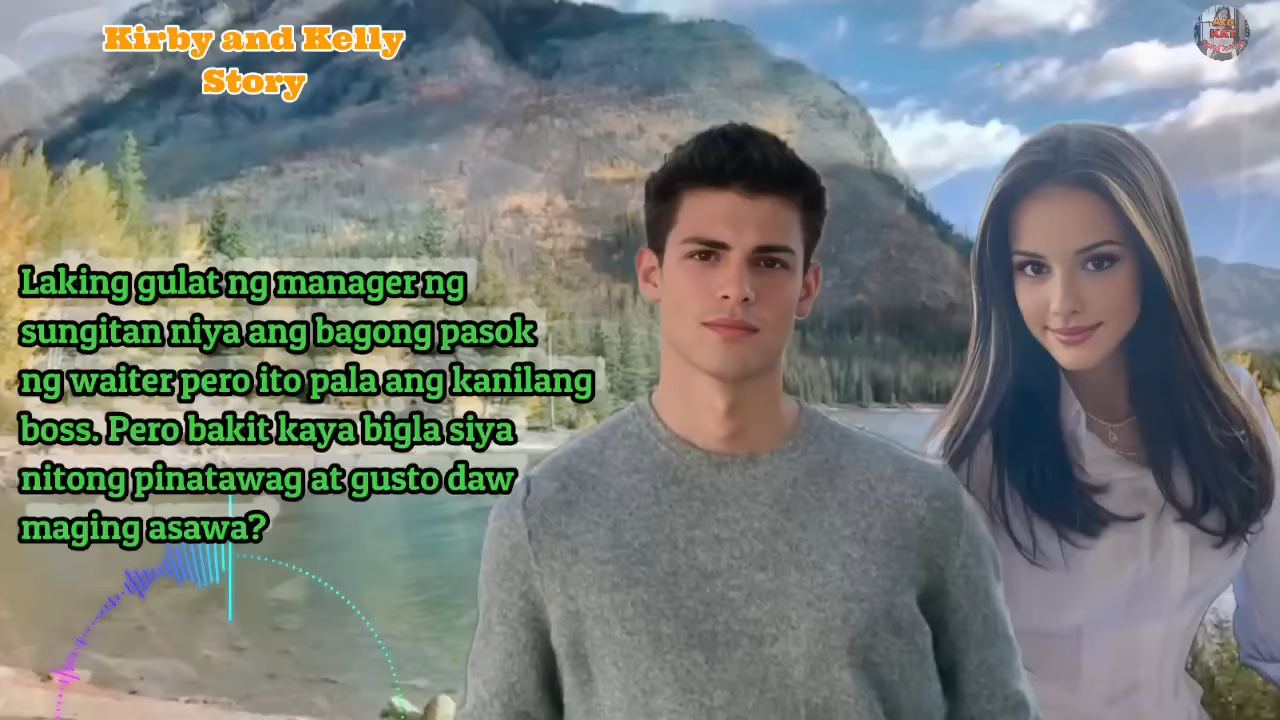 Kirby and Kelly
Story
Laking gulat ng manager ng
sungitan niya ang bagong pasok
ng waiter pero ito pala ang kanilang
boss. Pero bakit kaya bigla siya
nitong pinatawag at gusto daw
maging asawa?